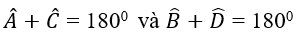 Â + Ĉ = 180⁰ và B̂ + D̂ = 180⁰